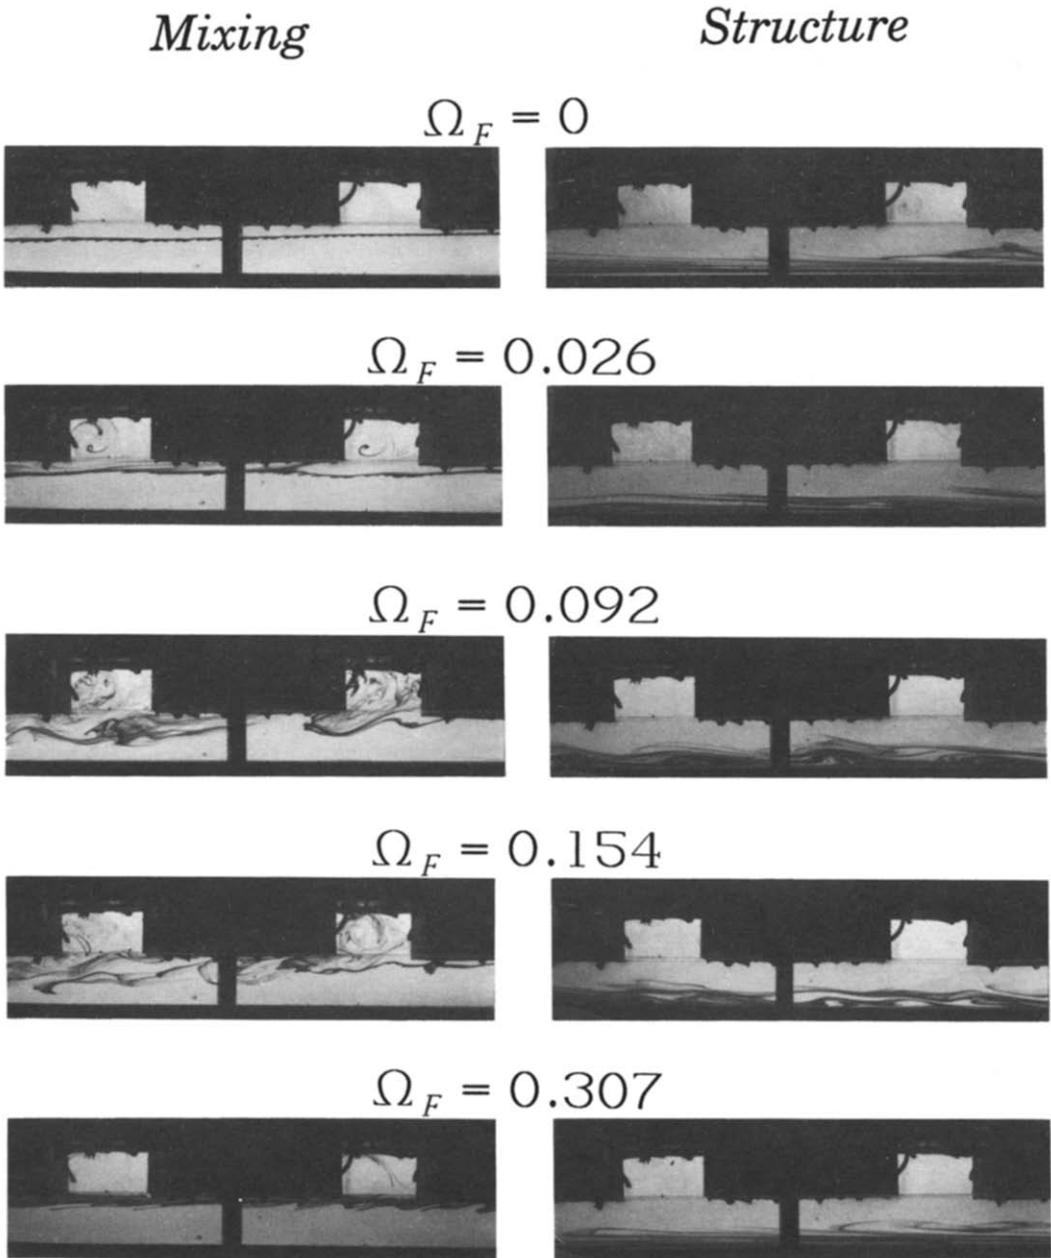 Mixing
Structure
Ω_F = 0
Ω_F = 0.026
Ω_F = 0.092
Ω_F = 0.154
Ω_F = 0.307